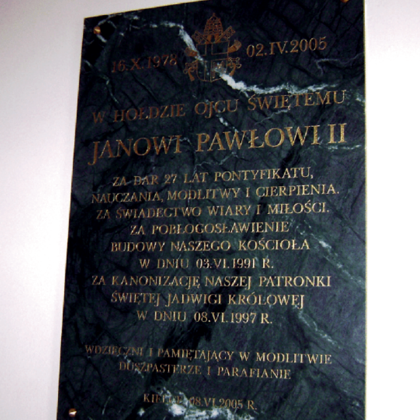 16.X.1978 02.IV.2005
W HOŁDZIE OJCU ŚWIĘTEMU
JANOWI PAWŁOWI II
ZA DAR 27 LAT PONTYFIKATU,
NAUCZANIA, MODLITWY I CIERPIENIA.
ZA ŚWIADECTWO WIARY I MIŁOŚCI.
ZA POBŁOGOSŁAWIENIE
BUDOWY NASZEGO KOŚCIOŁA
W DNIU 03.VI.1991 R.
ZA KANONIZACJĘ NASZEJ PATRONKI
ŚWIĘTEJ JADWIGI KRÓLOWEJ
W DNIU 08.VI.1997 R.
WDZIĘCZNI I PAMIĘTAJĄCY W MODLITWIE
DUSZPASTERZE I PARAFIANIE
KIELCE 08.VI.2005 R.